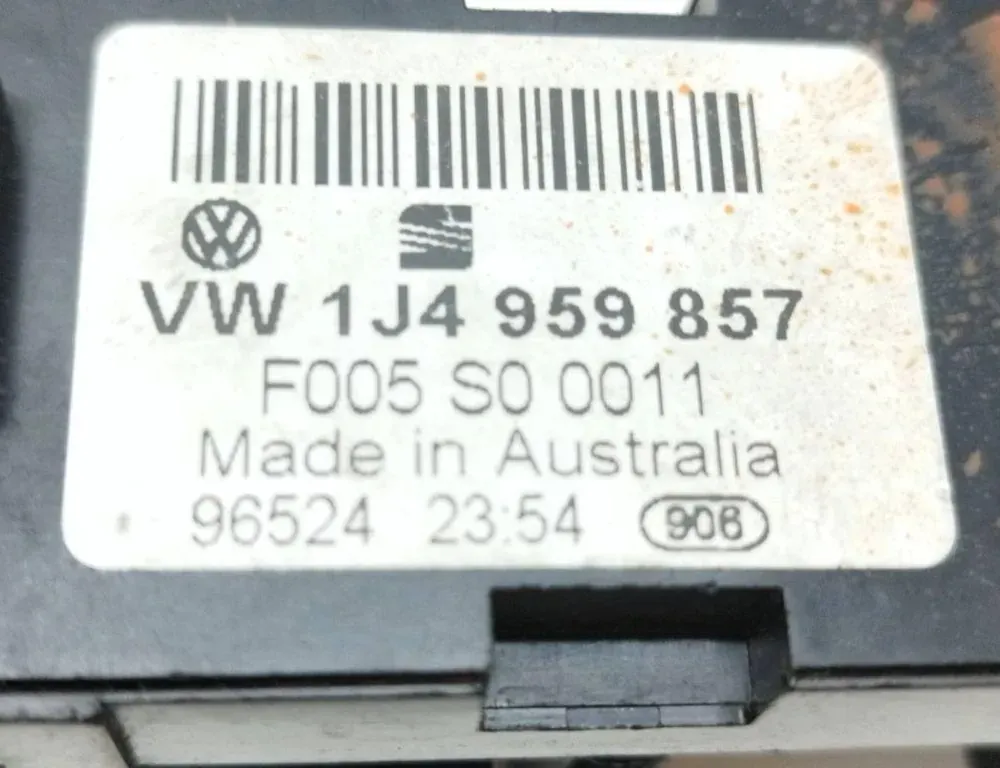 VW 1J4 959 857
F005 S0 0011
Made in Australia
96524 23:54 906